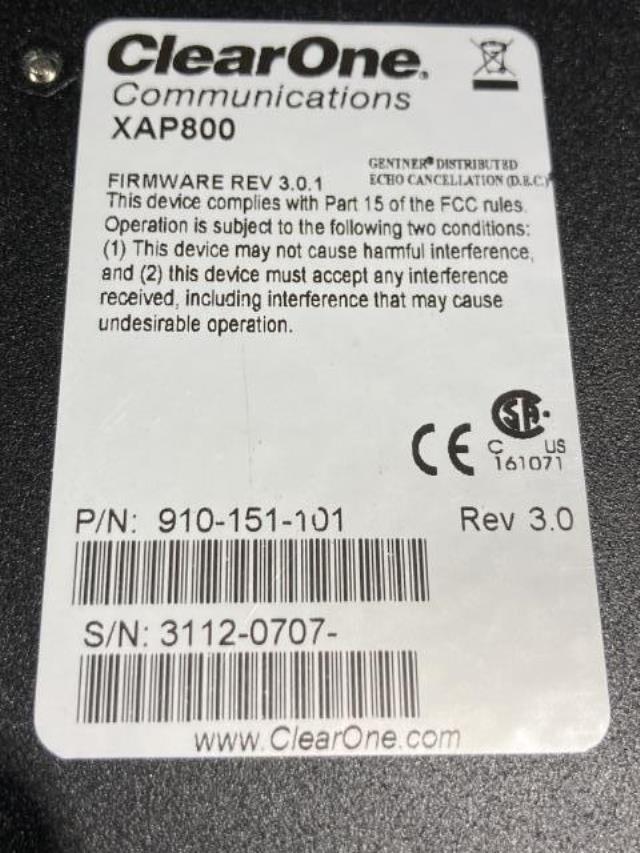 ClearOne.
Communications
XAP800
GENTNER® DISTRIBUTED
ECHO CANCELLATION (D.E.C.)
FIRMWARE REV 3.0.1
This device complies with Part 15 of the FCC rules.
Operation is subject to the following two conditions:
(1) This device may not cause harmful interference,
and (2) this device must accept any interference
received, including interference that may cause
undesirable operation.
CE
SA
C US
161071
P/N: 910-151-101 Rev 3.0
S/N: 3112-0707-
www.ClearOne.com